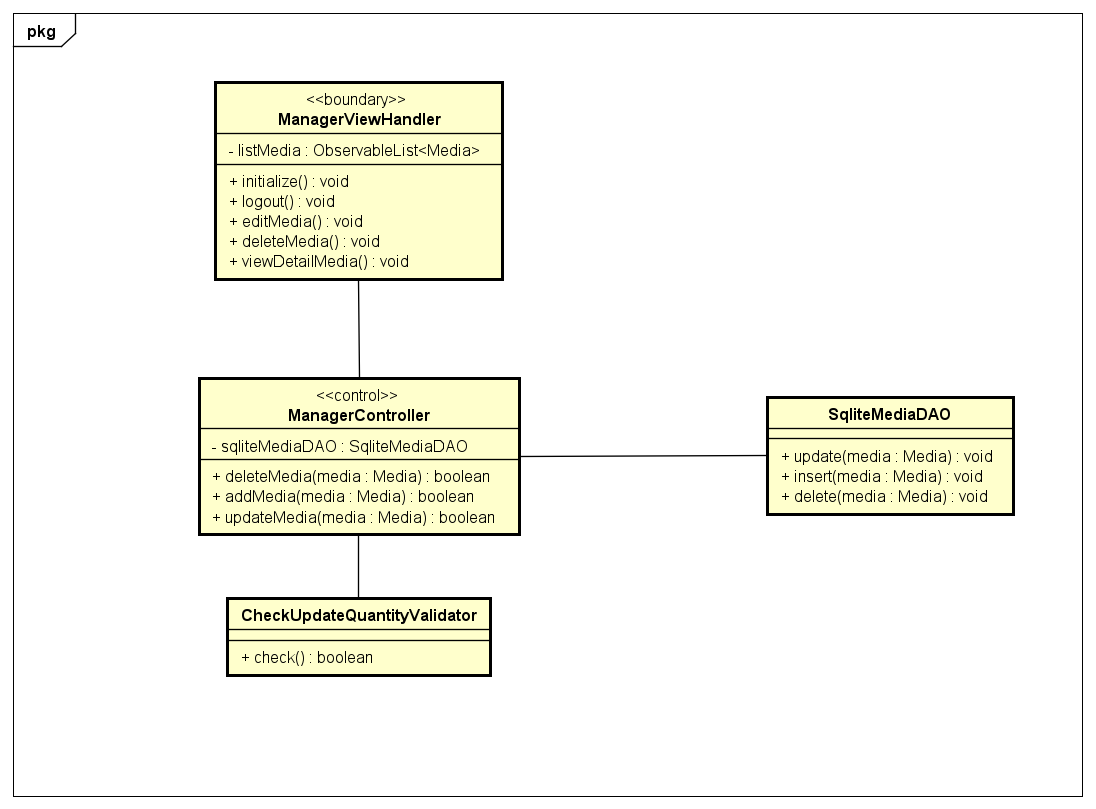 pkg
<<boundary>>
ManagerViewHandler
- listMedia : ObservableList<Media>
+ initialize() : void
+ logout() : void
+ editMedia() : void
+ deleteMedia() : void
+ viewDetailMedia() : void
<<control>>
ManagerController
- sqliteMediaDAO : SqliteMediaDAO
+ deleteMedia(media : Media) : boolean
+ addMedia(media : Media) : boolean
+ updateMedia(media : Media) : boolean
SqliteMediaDAO
+ update(media : Media) : void
+ insert(media : Media) : void
+ delete(media : Media) : void
CheckUpdateQuantityValidator
+ check() : boolean